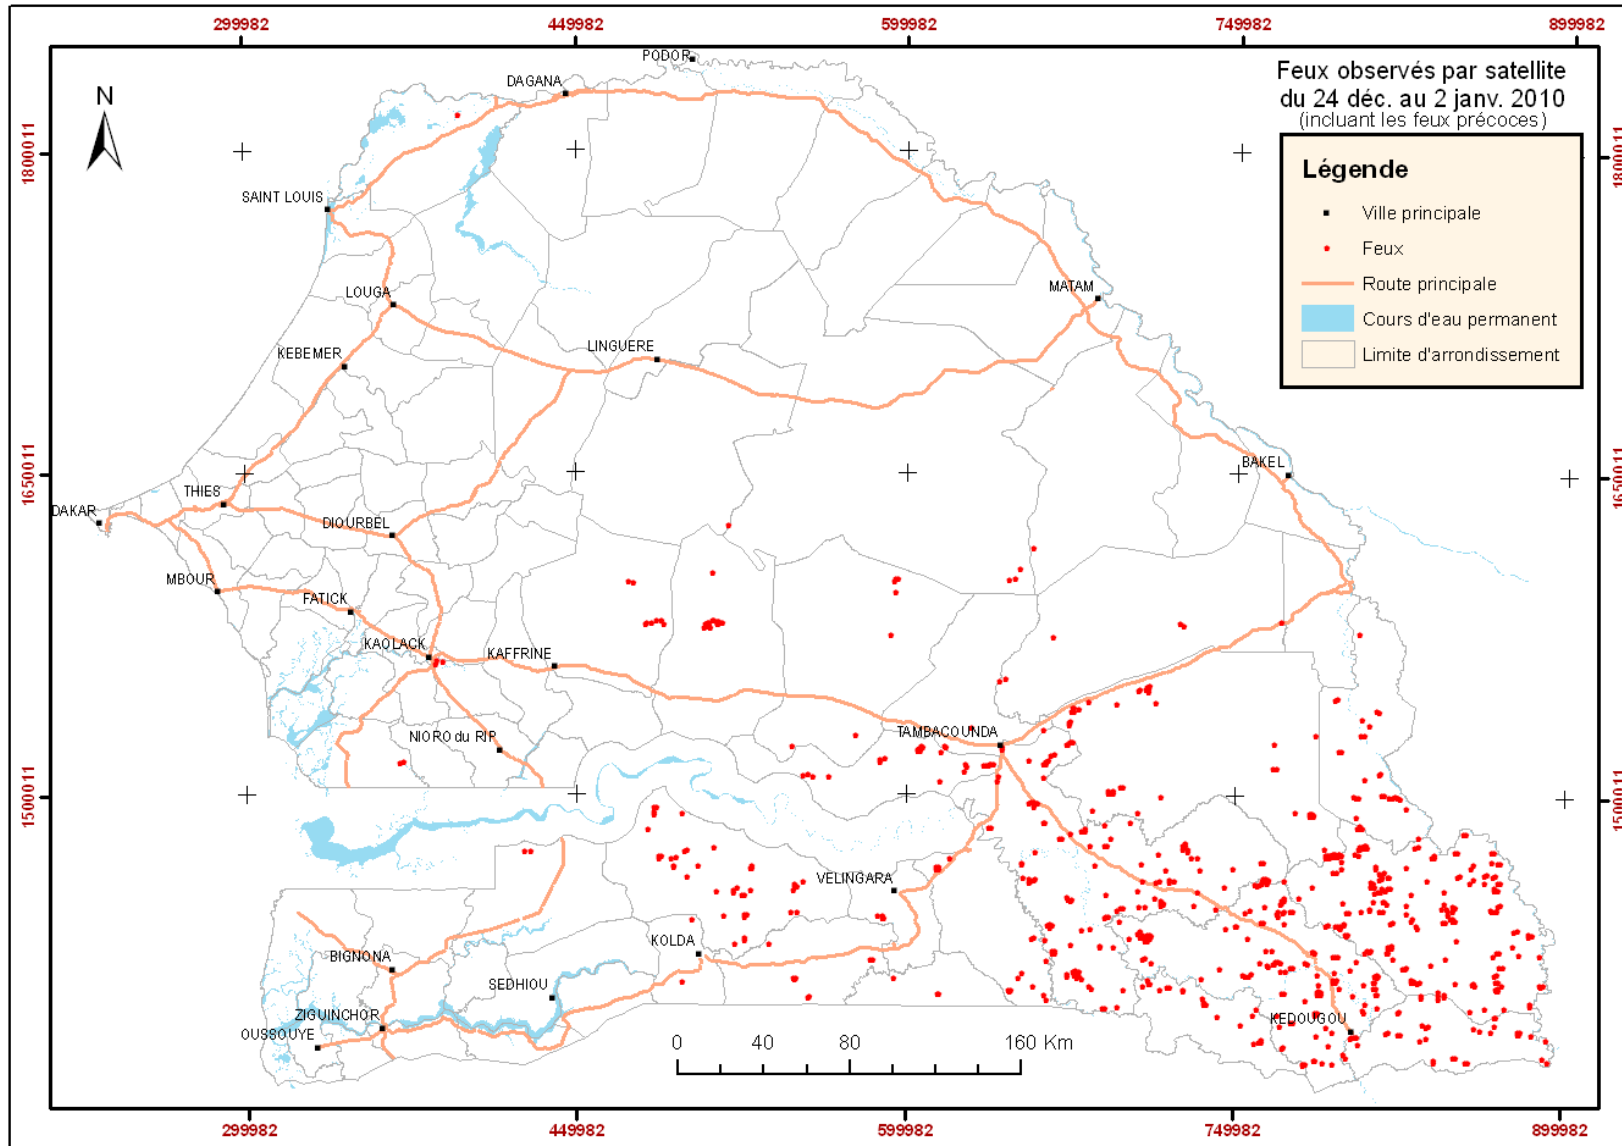 299982 449982 599982 749982 899982
PODOR
DAGANA
Feux observés par satellite
du 24 déc. au 2 janv. 2010
(incluant les feux précoces)
N
1800011 1800011
Légende
Ville principale
Feux
Route principale
Cours d'eau permanent
Limite d'arrondissement
SAINT LOUIS
LOUGA
MATAM
KEBEMER
LINGUERE
1650011 1650011
BAKEL
THIES
DAKAR
DIOURBEL
MBOUR
FATICK
KAOLACK
KAFFRINE
NIORO du RIP
TAMBACOUNDA
1500011 1500011
VELINGARA
KOLDA
BIGNONA
SEDHIOU
ZIGUINCHOR
OUSSOUYE
KEDOUGOU
0 40 80 160 Km
299982 449982 599982 749982 899982